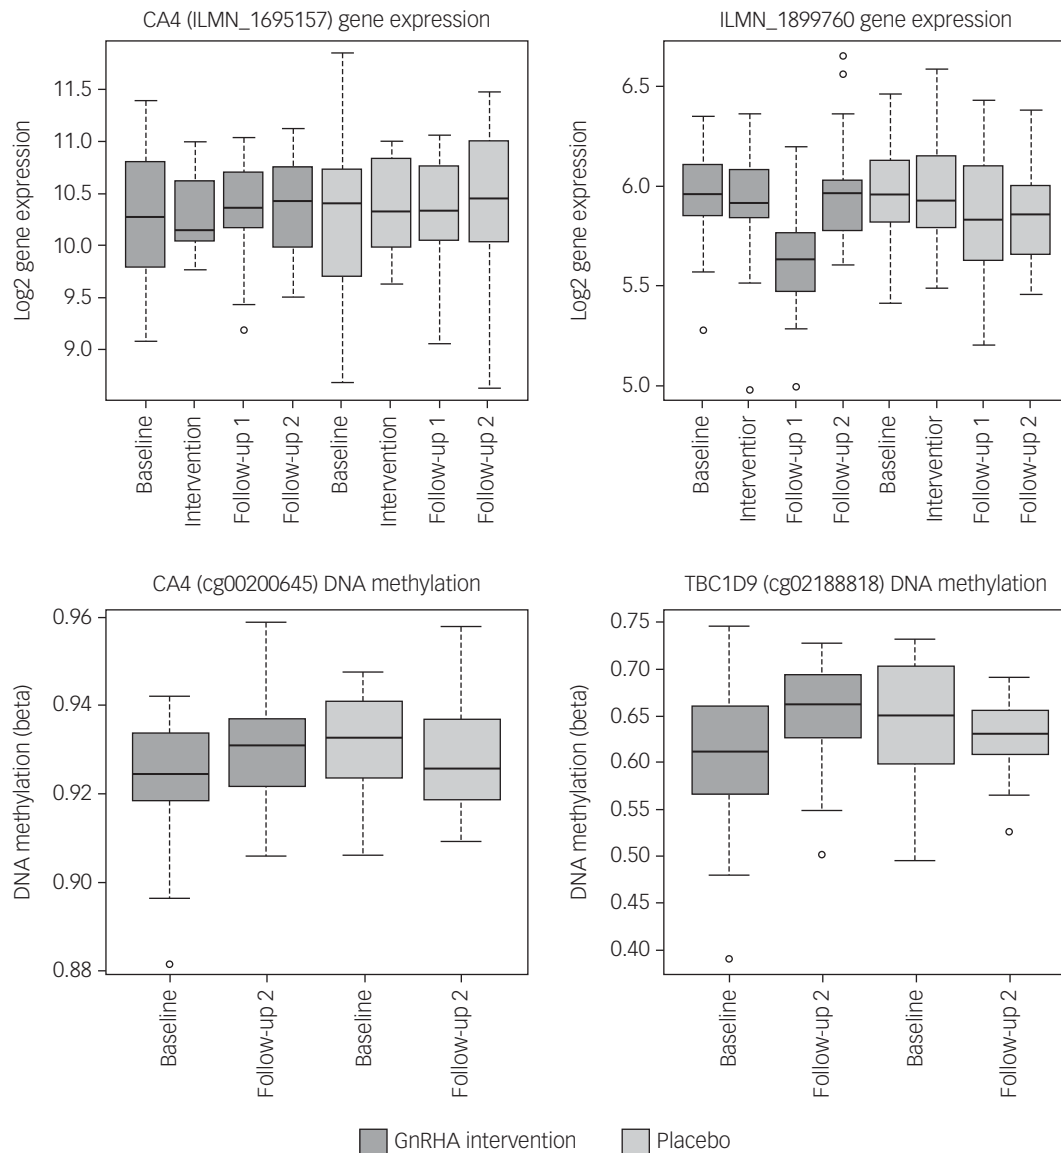 CA4 (ILMN_1695157) gene expression
Log2 gene expression
11.5
11.0
10.5
10.0
9.5
9.0
Baseline
Intervention
Follow-up 1
Follow-up 2
Baseline
Intervention
Follow-up 1
Follow-up 2
ILMN_1899760 gene expression
Log2 gene expression
6.5
6.0
5.5
5.0
Baseline
Interventior
Follow-up 1
Follow-up 2
Baseline
Interventior
Follow-up 1
Follow-up 2
CA4 (cg00200645) DNA methylation
DNA methylation (beta)
0.96
0.94
0.92
0.90
0.88
Baseline
Follow-up 2
Baseline
Follow-up 2
TBC1D9 (cg02188818) DNA methylation
DNA methylation (beta)
0.75
0.70
0.65
0.60
0.55
0.50
0.45
0.40
Baseline
Follow-up 2
Baseline
Follow-up 2
GnRHA intervention
Placebo